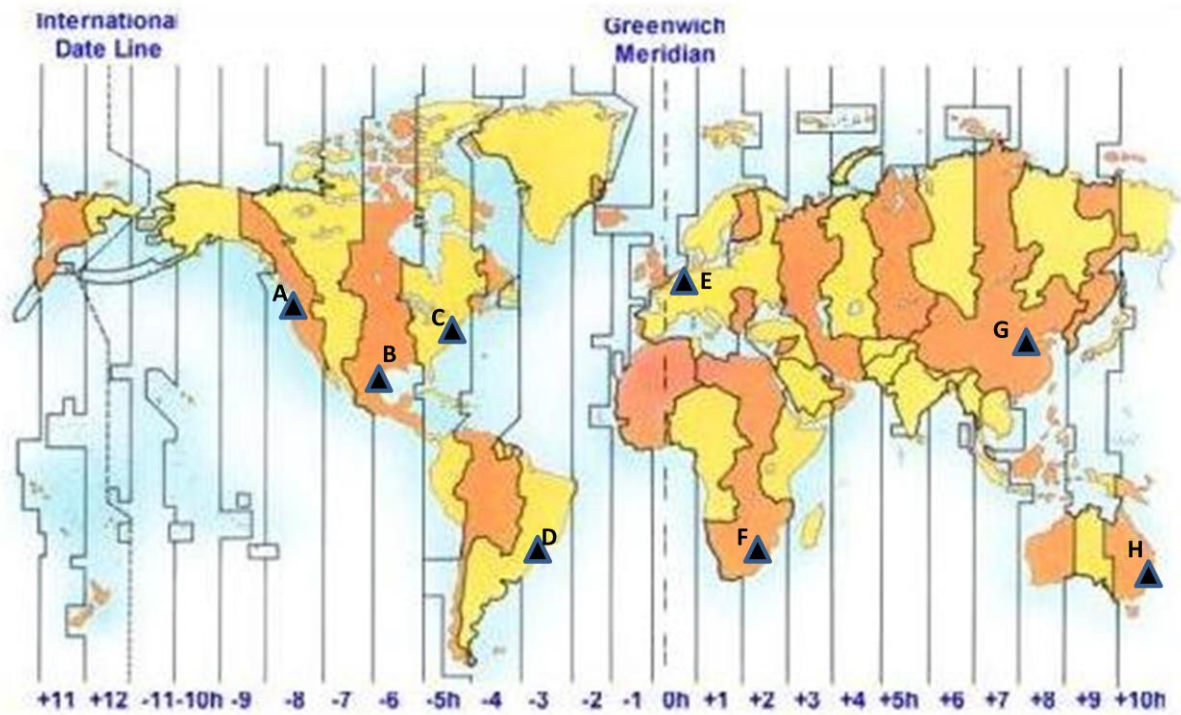 International
Date Line
Greenwich
Meridian
A
B
C
D
E
F
G
H
+11 +12 -11-10h -9 -8 -7 -6 -5h -4 -3 -2 -1 0h +1 +2 +3 +4 +5h +6 +7 +8 +9 +10h